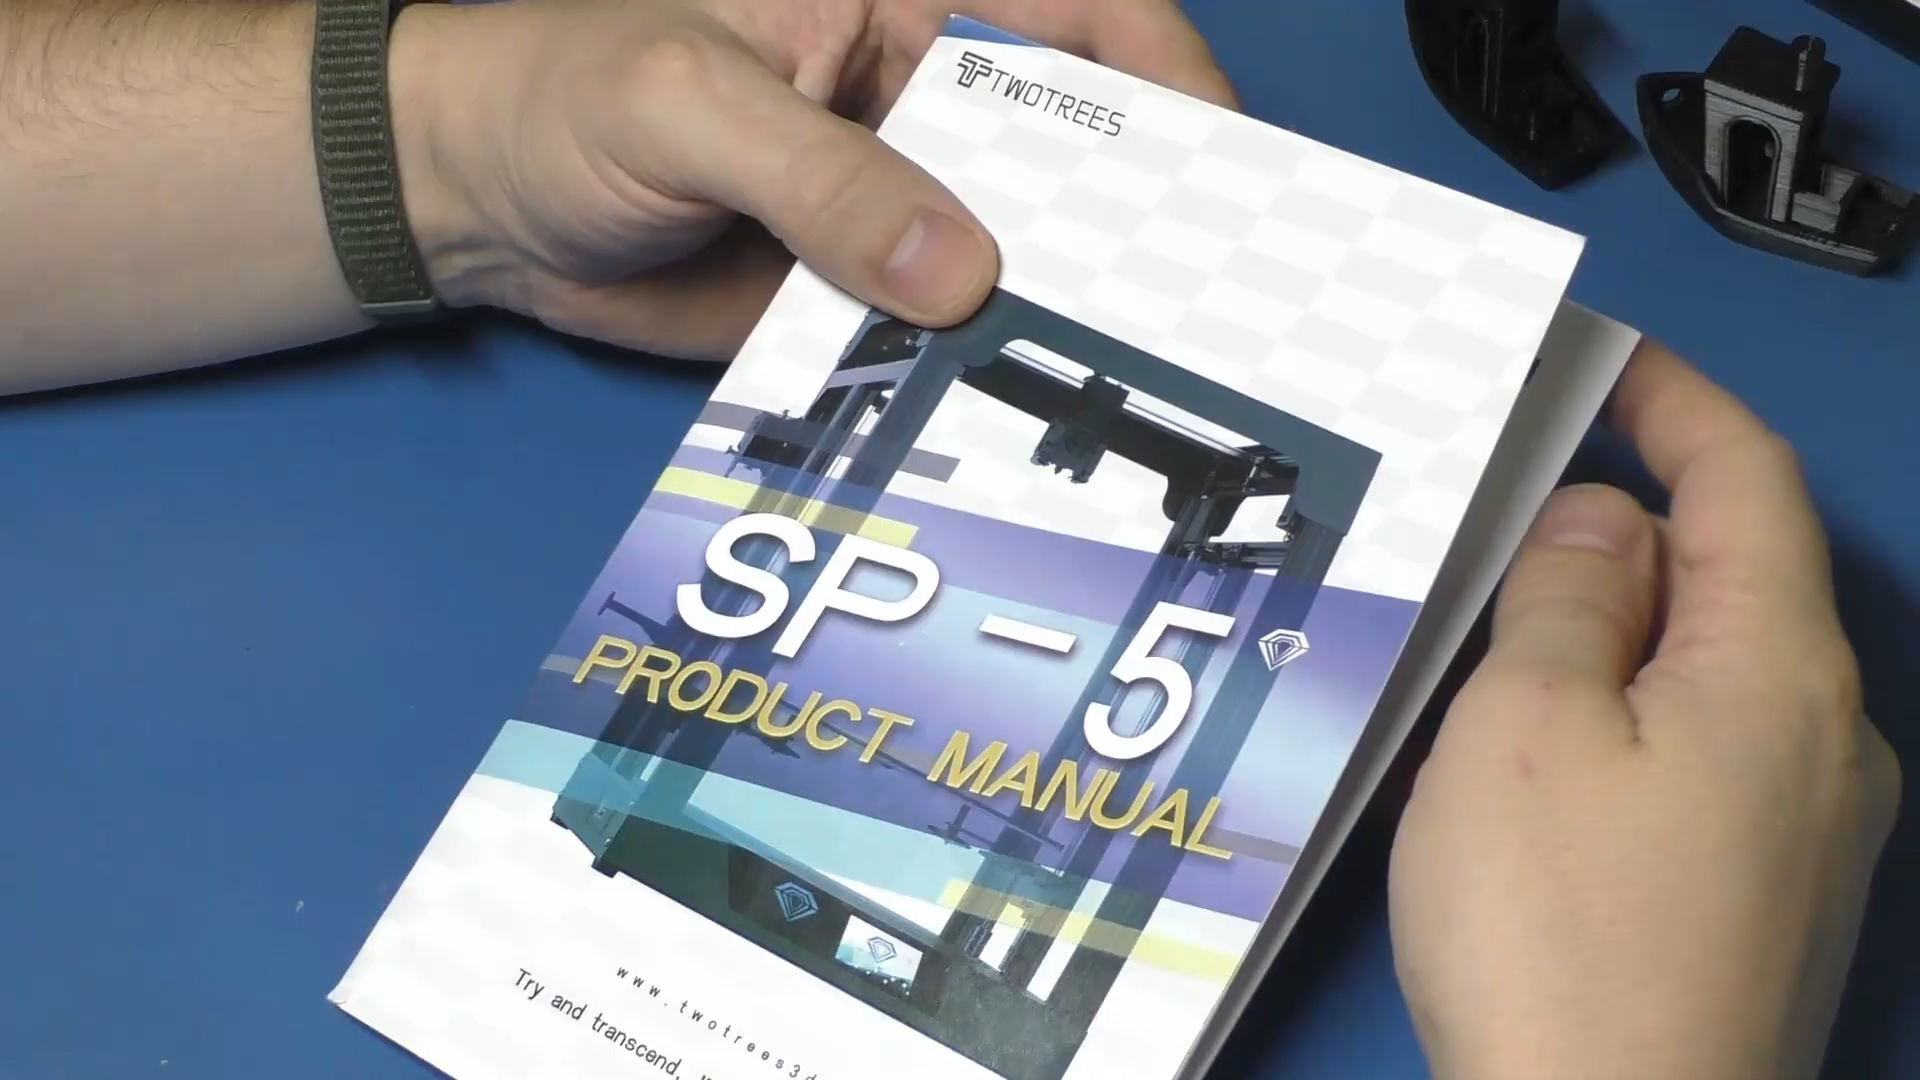 TWOTREES
SP-5
PRODUCT MANUAL
www.twotrees3d
Try and transcend,